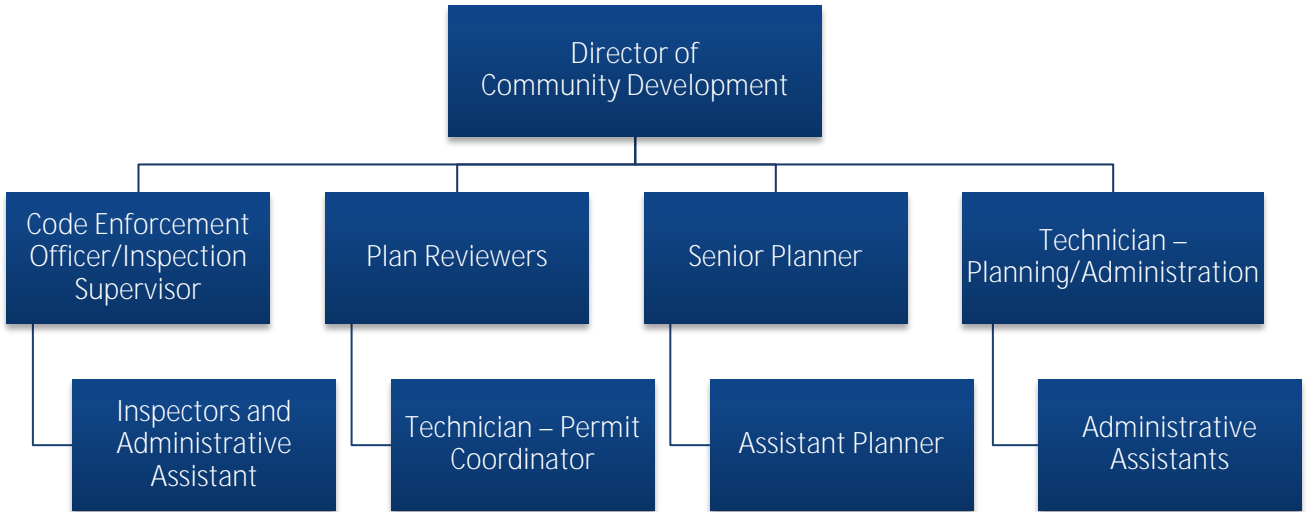 Director of
Community Development
Code Enforcement
Officer/Inspection
Supervisor
Plan Reviewers
Senior Planner
Technician –
Planning/Administration
Inspectors and
Administrative
Assistant
Technician – Permit
Coordinator
Assistant Planner
Administrative
Assistants